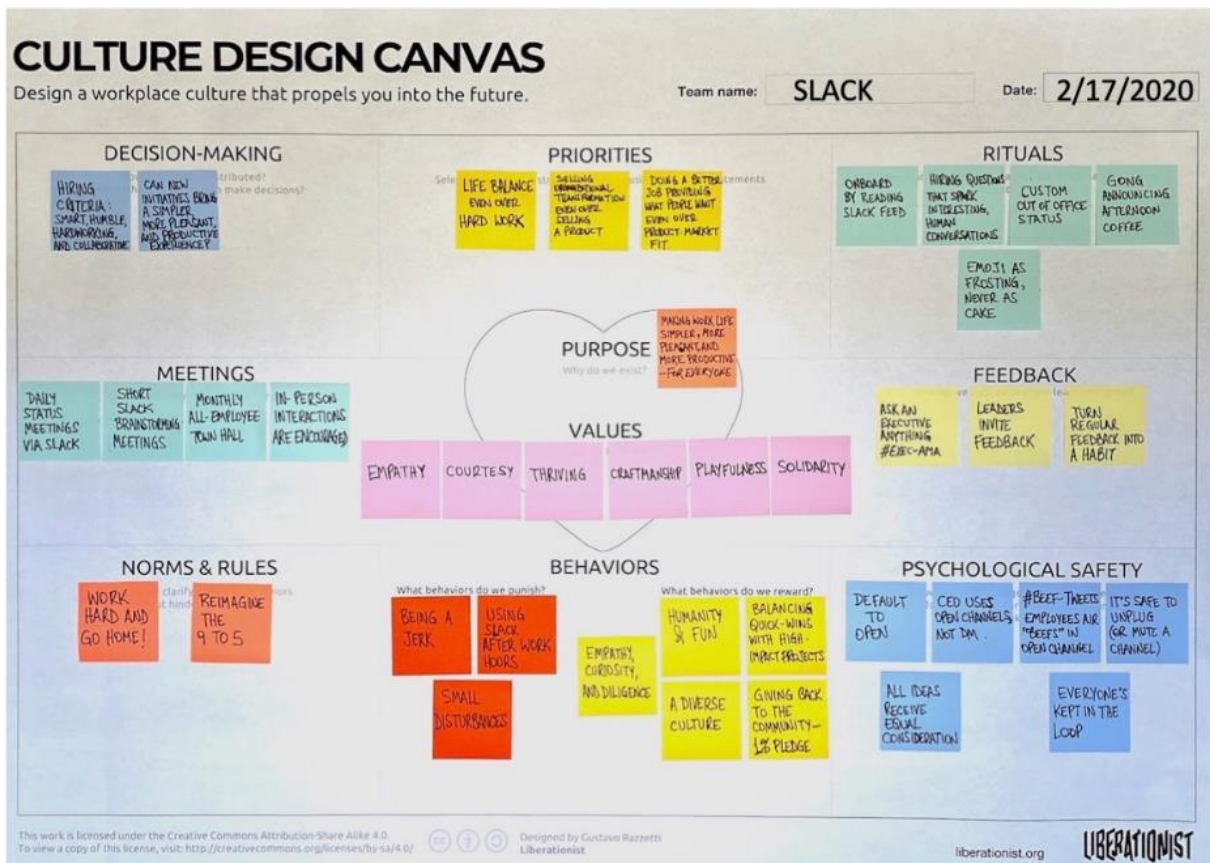 CULTURE DESIGN CANVAS
Design a workplace culture that propels you into the future.
Team name: SLACK
Date: 2/17/2020
DECISION-MAKING
ributed?
to make decisions?
HIRING
CRITERIA:
SMART, HUMBLE,
HARDWORKING,
AND COLLABORATIVE
CAN NEW
INITIATIVES BRING
A SIMPLER
MORE PLEASANT,
AND PRODUCTIVE
EXPERIENCE?
PRIORITIES
LIFE BALANCE
EVEN OVER
HARD WORK
SELLING
ORGANIZATIONAL
TRANSFORMATION
EVEN OVER
SELLING
A PRODUCT
DOING A BETTER
JOB PROVIDING
WHAT PEOPLE WANT
EVEN OVER
PRODUCT-MARKET
FIT
RITUALS
ONBOARD
BY READING
SLACK FEED
HIRING QUESTIONS
THAT SPARK
INTERESTING,
HUMAN
CONVERSATIONS
CUSTOM
OUT OF OFFICE
STATUS
GONG
ANNOUNCING
AFTERNOON
COFFEE
EMOJI AS
FROSTING,
NEVER AS
CAKE
PURPOSE
Why do we exist?
MAKING WORK LIFE
SIMPLER, MORE
PLEASANT, AND
MORE PRODUCTIVE
—FOR EVERYONE
MEETINGS
DAILY
STATUS
MEETINGS
VIA SLACK
SHORT
SLACK
BRAINSTORMING
MEETINGS
MONTHLY
ALL-EMPLOYEE
TOWN HALL
IN-PERSON
INTERACTIONS
ARE ENCOURAGED
VALUES
EMPATHY
COURTESY
THRIVING
CRAFTMANSHIP
PLAYFULNESS
SOLIDARITY
FEEDBACK
ASK AN
EXECUTIVE
ANYTHING
#EXEC-AMA
LEADERS
INVITE
FEEDBACK
TURN
REGULAR
FEEDBACK INTO
A HABIT
NORMS & RULES
clarify
WORK
HARD AND
GO HOME!
REIMAGINE
THE
9 TO 5
BEHAVIORS
What behaviors do we punish?
BEING A
JERK
USING
SLACK
AFTER WORK
HOURS
SMALL
DISTURBANCES
What behaviors do we reward?
EMPATHY,
CURIOSITY,
AND DILIGENCE
HUMANITY
& FUN
BALANCING
QUICK-WINS
WITH HIGH-
IMPACT PROJECTS
A DIVERSE
CULTURE
GIVING BACK
TO THE
COMMUNITY—
1% PLEDGE
PSYCHOLOGICAL SAFETY
DEFAULT
TO
OPEN
CEO USES
OPEN CHANNELS,
NOT DM.
#BEEF-TWEETS
EMPLOYEES AIR
"BEEFS" IN
OPEN CHANNEL
IT'S SAFE TO
UNPLUG
(OR MUTE A
CHANNEL)
ALL IDEAS
RECEIVE
EQUAL
CONSIDERATION
EVERYONE'S
KEPT IN THE
LOOP
This work is licensed under the Creative Commons Attribution-Share Alike 4.0.
To view a copy of this license, visit: http://creativecommons.org/licenses/by-sa/4.0/
Designed by Gustavo Razzetti
Liberationist
liberationist.org
LIBERATIONIST